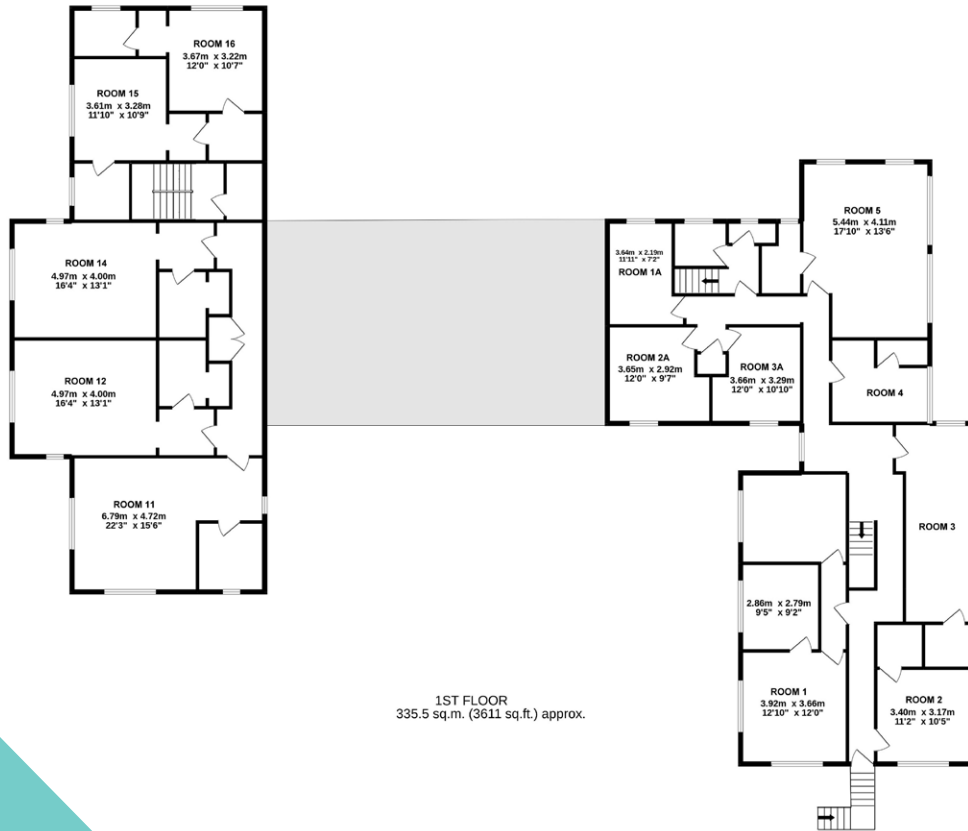 ROOM 16
3.67m x 3.22m
12'0" x 10'7"
ROOM 15
3.61m x 3.28m
11'10" x 10'9"
ROOM 14
4.97m x 4.00m
16'4" x 13'1"
ROOM 12
4.97m x 4.00m
16'4" x 13'1"
ROOM 11
6.79m x 4.72m
22'3" x 15'6"
ROOM 5
5.44m x 4.11m
17'10" x 13'6"
3.64m x 2.19m
11'11" x 7'2"
ROOM 1A
ROOM 2A
3.65m x 2.92m
12'0" x 9'7"
ROOM 3A
3.66m x 3.29m
12'0" x 10'10"
ROOM 4
ROOM 3
2.86m x 2.79m
9'5" x 9'2"
ROOM 1
3.92m x 3.66m
12'10" x 12'0"
ROOM 2
3.40m x 3.17m
11'2" x 10'5"
1ST FLOOR
335.5 sq.m. (3611 sq.ft.) approx.